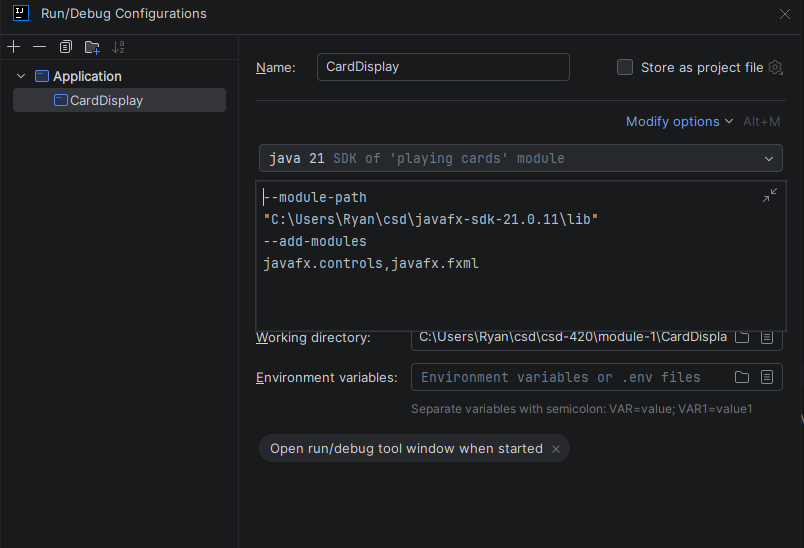 IJ
Run/Debug Configurations
Application
CardDisplay
Name:
CardDisplay
Store as project file
Modify options
Alt+M
java 21 SDK of 'playing cards' module
--module-path
"C:\Users\Ryan\csd\javafx-sdk-21.0.11\lib"
--add-modules
javafx.controls,javafx.fxml
Working directory:
C:\Users\Ryan\csd\csd-420\module-1\CardDispla
Environment variables:
Environment variables or .env files
Separate variables with semicolon: VAR=value; VAR1=value1
Open run/debug tool window when started